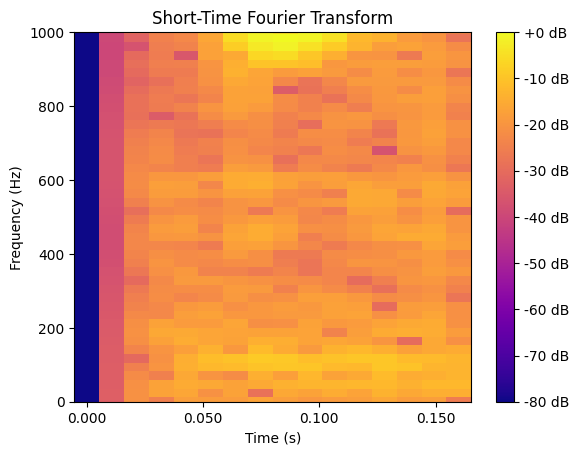 Short-Time Fourier Transform
1000
800
600
400
200
0
Frequency (Hz)
0.000
0.050
0.100
0.150
Time (s)
+0 dB
-10 dB
-20 dB
-30 dB
-40 dB
-50 dB
-60 dB
-70 dB
-80 dB